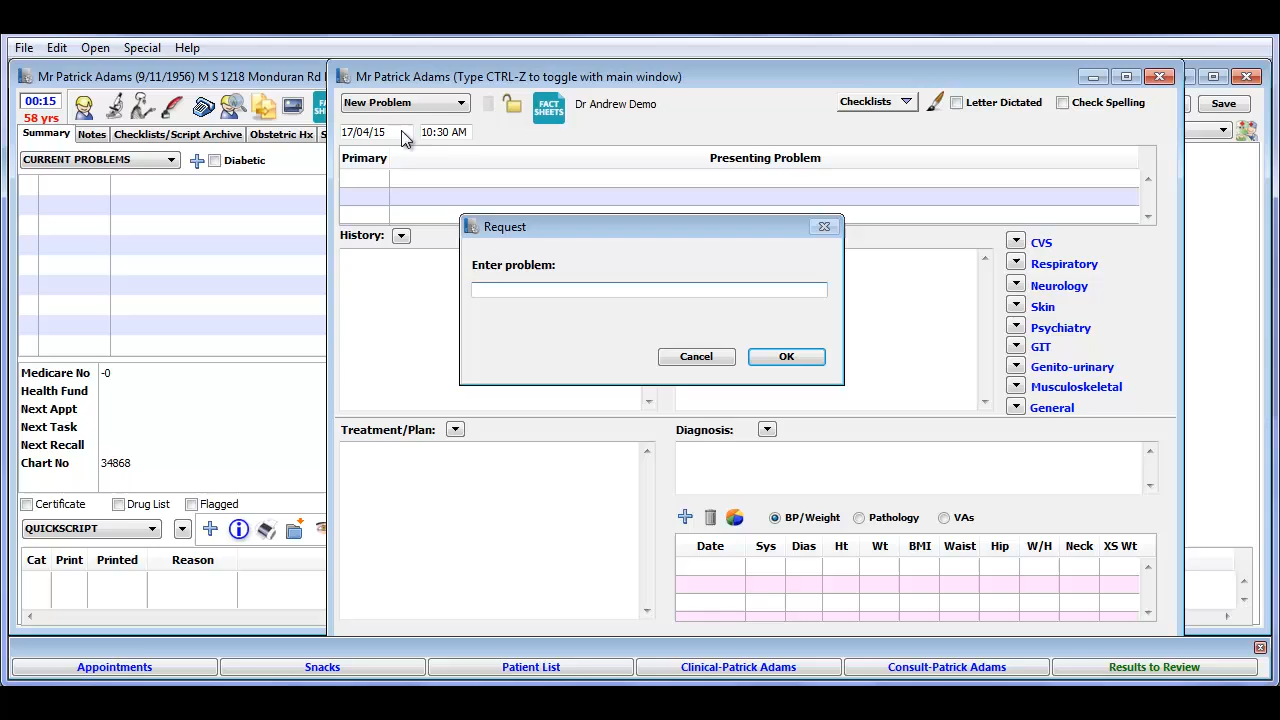 File Edit Open Special Help
Mr Patrick Adams (9/11/1956) M S 1218 Monduran Rd
Mr Patrick Adams (Type CTRL-Z to toggle with main window)
00:15
58 yrs
New Problem
FACT SHEETS
Dr Andrew Demo
Checklists
Letter Dictated
Check Spelling
Save
17/04/15 10:30 AM
Summary Notes Checklists/Script Archive Obstetric Hx
CURRENT PROBLEMS
Diabetic
Primary Presenting Problem
History:
Request
Enter problem:
Cancel OK
CVS
Respiratory
Neurology
Skin
Psychiatry
GIT
Genito-urinary
Musculoskeletal
General
Medicare No -0
Health Fund
Next Appt
Next Task
Next Recall
Chart No 34868
Treatment/Plan:
Diagnosis:
Certificate Drug List Flagged
QUICKSCRIPT
BP/Weight Pathology VAs
Cat Print Printed Reason
Date Sys Dias Ht Wt BMI Waist Hip W/H Neck XS Wt
Appointments Snacks Patient List Clinical-Patrick Adams Consult-Patrick Adams Results to Review